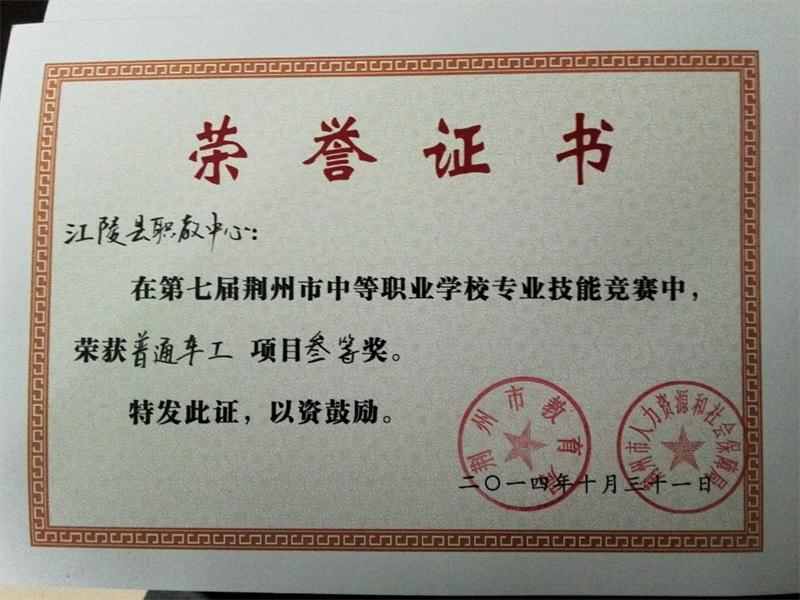 荣誉证书
江陵县职教中心:
在第七届荆州市中等职业学校专业技能竞赛中,
荣获普通车工 项目叁等奖。
特发此证,以资鼓励。
荆州市教育局
荆州市人力资源和社会保障局
二〇一四年十月三十一日